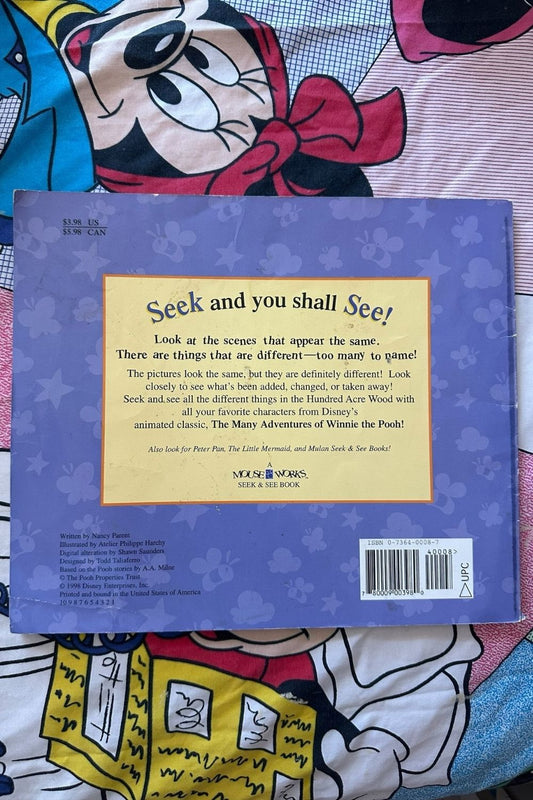 $3.98 US
$5.98 CAN
Seek and you shall See!
Look at the scenes that appear the same.
There are things that are different—too many to name!
The pictures look the same, but they are definitely different! Look
closely to see what's been added, changed, or taken away!
Seek and see all the different things in the Hundred Acre Wood with
all your favorite characters from Disney's
animated classic, The Many Adventures of Winnie the Pooh!
Also look for Peter Pan, The Little Mermaid, and Mulan Seek & See Books!
A
MOUSE WORKS
SEEK & SEE BOOK
Written by Nancy Parent
Illustrated by Atelier Philippe Harchy
Digital alteration by Shawn Saunders
Designed by Todd Taliaferro
Based on the Pooh stories by A.A. Milne
© The Pooh Properties Trust
© 1998 Disney Enterprises, Inc.
Printed and bound in the United States of America
10 9 8 7 6 5 4 3 2 1
ISBN 0-7364-0008-7
40008>
7 80009 00398 0
UPC